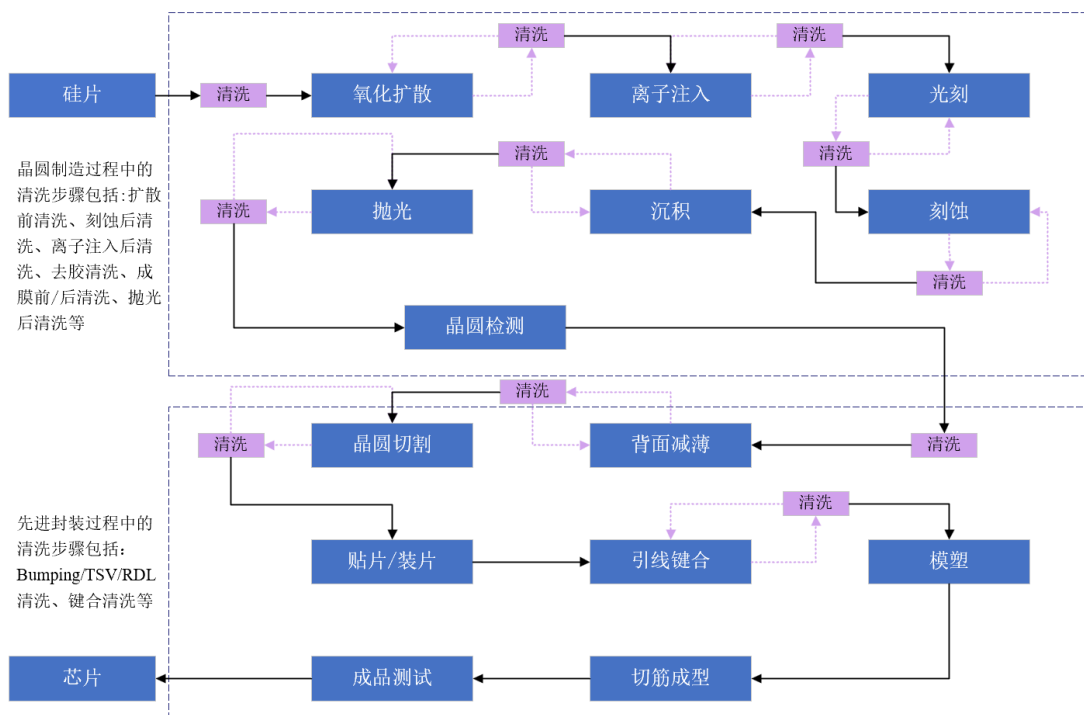 清洗
清洗
硅片
清洗
氧化扩散
离子注入
光刻
清洗
清洗
晶圆制造过程中的
清洗步骤包括:扩散
前清洗、刻蚀后清
洗、离子注入后清
洗、去胶清洗、成
膜前/后清洗、抛光
后清洗等
清洗
抛光
沉积
刻蚀
清洗
晶圆检测
清洗
清洗
晶圆切割
背面减薄
清洗
清洗
先进封装过程中的
清洗步骤包括：
Bumping/TSV/RDL
清洗、键合清洗等
贴片/装片
引线键合
模塑
芯片
成品测试
切筋成型